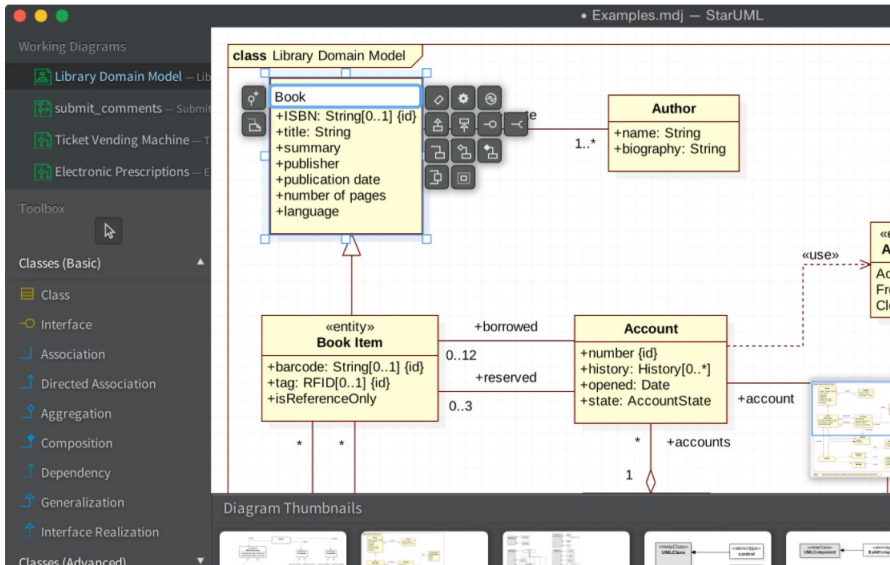 • Examples.mdj — StarUML
Working Diagrams
Library Domain Model — Lib
submit_comments — Submit
Ticket Vending Machine — T
Electronic Prescriptions — E
Toolbox
Classes (Basic)
Class
Interface
Association
Directed Association
Aggregation
Composition
Dependency
Generalization
Interface Realization
Classes (Advanced)
class Library Domain Model
Book
+ISBN: String[0..1] {id}
+title: String
+summary
+publisher
+publication date
+number of pages
+language
1..*
Author
+name: String
+biography: String
«use»
«entity»
Book Item
+barcode: String[0..1] {id}
+tag: RFID[0..1] {id}
+isReferenceOnly
+borrowed
0..12
+reserved
0..3
* *
Account
+number {id}
+history: History[0..*]
+opened: Date
+state: AccountState
+account
* +accounts
1
Diagram Thumbnails
UMLClass
control
UMLComponent